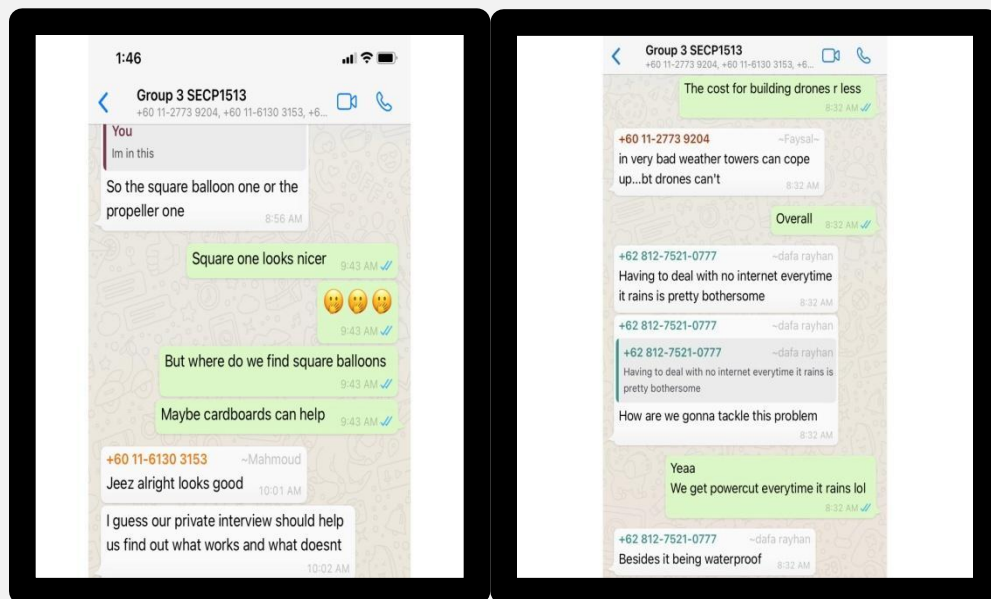 1:46
Group 3 SECP1513
+60 11-2773 9204, +60 11-6130 3153, +6...
You
Im in this
So the square balloon one or the
propeller one
8:56 AM
Square one looks nicer
9:43 AM
🤫🤫🤫
9:43 AM
But where do we find square balloons
9:43 AM
Maybe cardboards can help
9:43 AM
+60 11-6130 3153 ~Mahmoud
Jeez alright looks good
10:01 AM
I guess our private interview should help
us find out what works and what doesnt
10:02 AM
Group 3 SECP1513
+60 11-2773 9204, +60 11-6130 3153, +6...
The cost for building drones r less
8:32 AM
+60 11-2773 9204 ~Faysal~
in very bad weather towers can cope
up...bt drones can't
8:32 AM
Overall
8:32 AM
+62 812-7521-0777 ~dafa rayhan
Having to deal with no internet everytime
it rains is pretty bothersome
8:32 AM
+62 812-7521-0777 ~dafa rayhan
+62 812-7521-0777 ~dafa rayhan
Having to deal with no internet everytime it rains is
pretty bothersome
How are we gonna tackle this problem
8:32 AM
Yeaa
We get powercut everytime it rains lol
8:32 AM
+62 812-7521-0777 ~dafa rayhan
Besides it being waterproof
8:32 AM